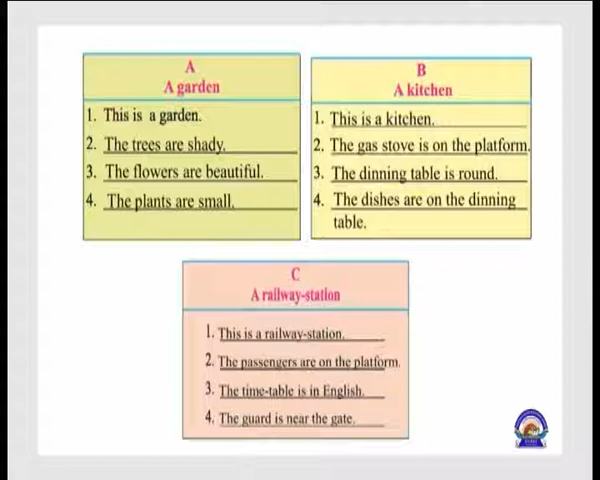 A
A garden
1. This is a garden.
2. The trees are shady.
3. The flowers are beautiful.
4. The plants are small.
B
A kitchen
1. This is a kitchen.
2. The gas stove is on the platform.
3. The dinning table is round.
4. The dishes are on the dinning
table.
C
A railway-station
1. This is a railway-station.
2. The passengers are on the platform.
3. The time-table is in English.
4. The guard is near the gate.